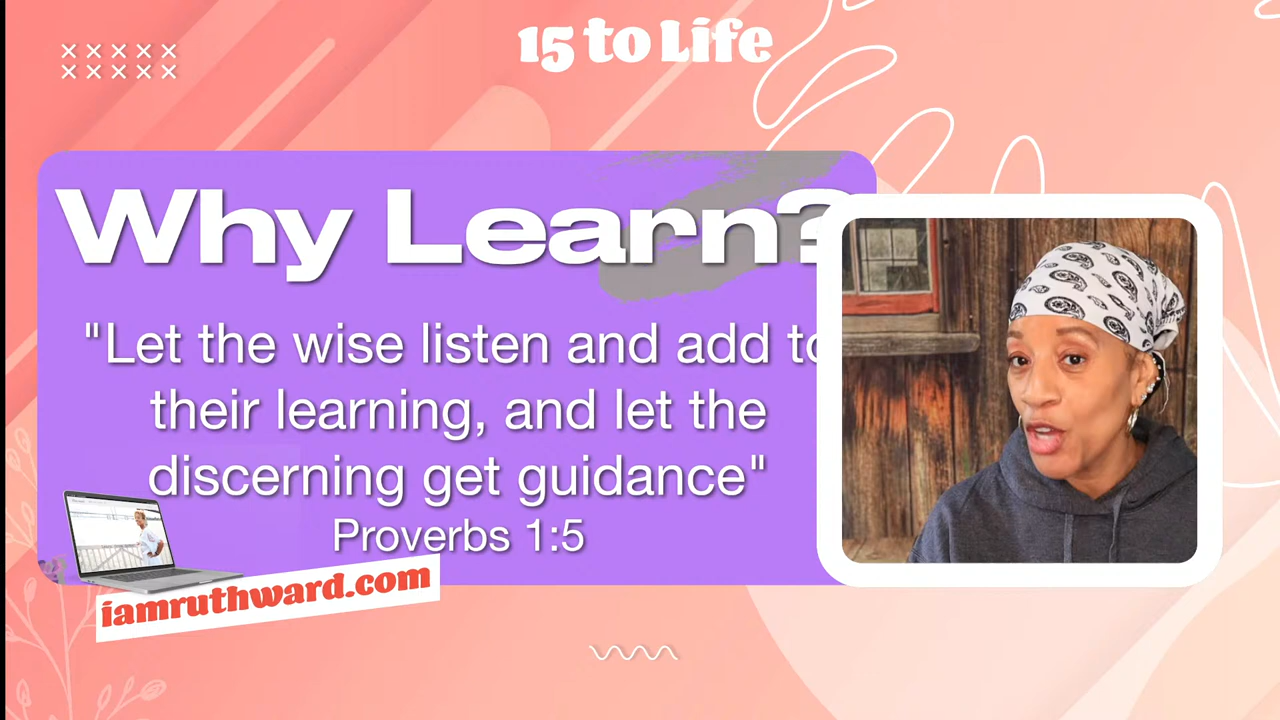 15 to Life
Why Learn?
"Let the wise listen and add to
their learning, and let the
discerning get guidance"
Proverbs 1:5
iamruthward.com